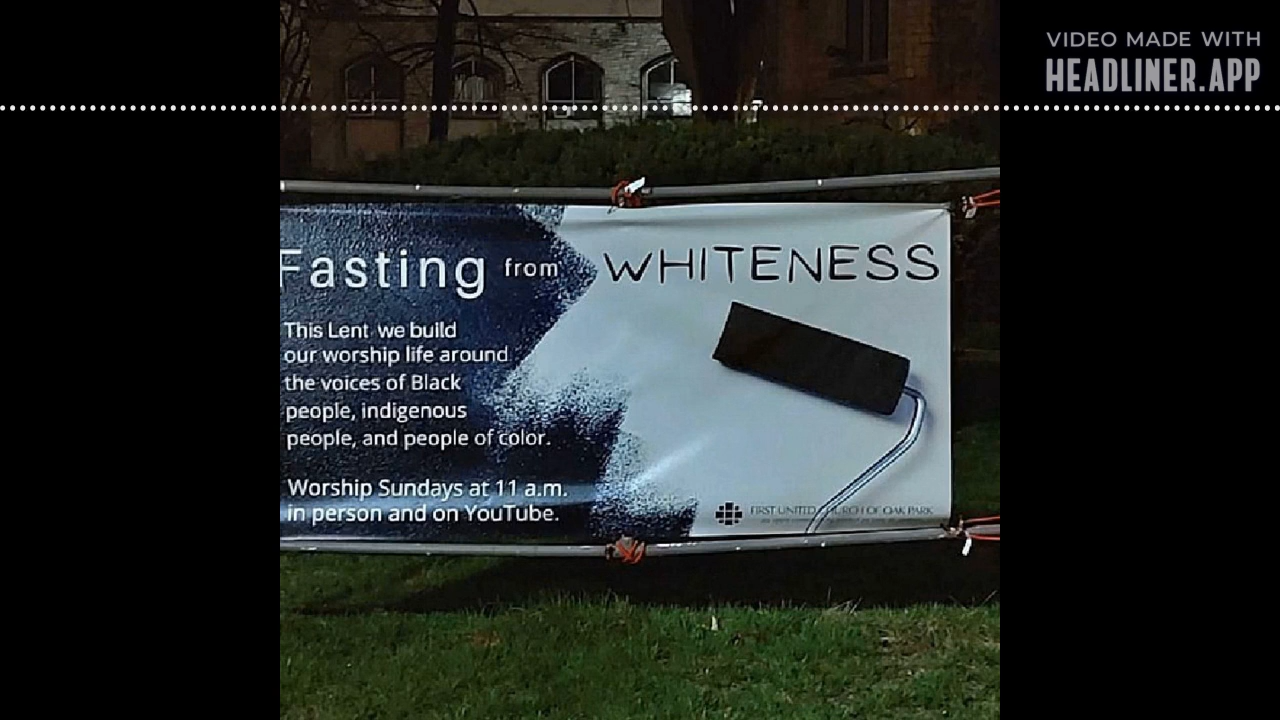 VIDEO MADE WITH
HEADLINER.APP
Fasting from WHITENESS
This Lent we build
our worship life around
the voices of Black
people, indigenous
people, and people of color.
Worship Sundays at 11 a.m.
in person and on YouTube.
FIRST UNITED CHURCH OF OAK PARK